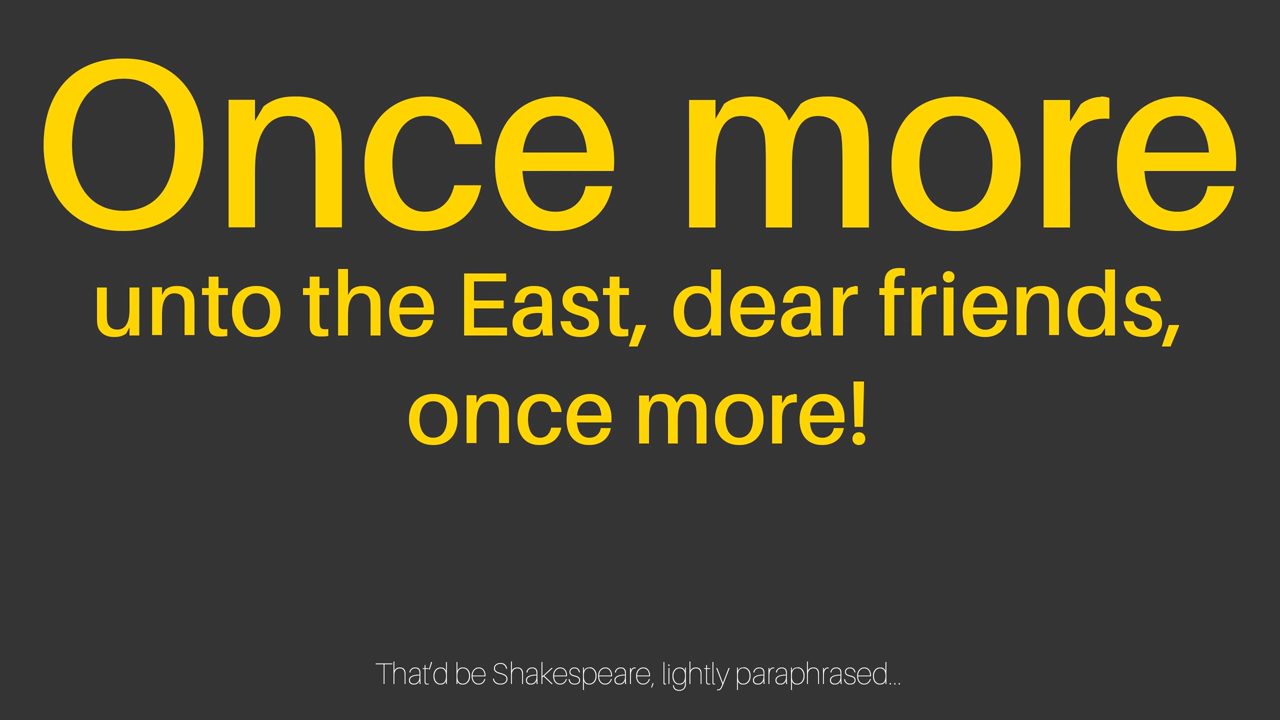 Once more
unto the East, dear friends,
once more!
That'd be Shakespeare, lightly paraphrased...